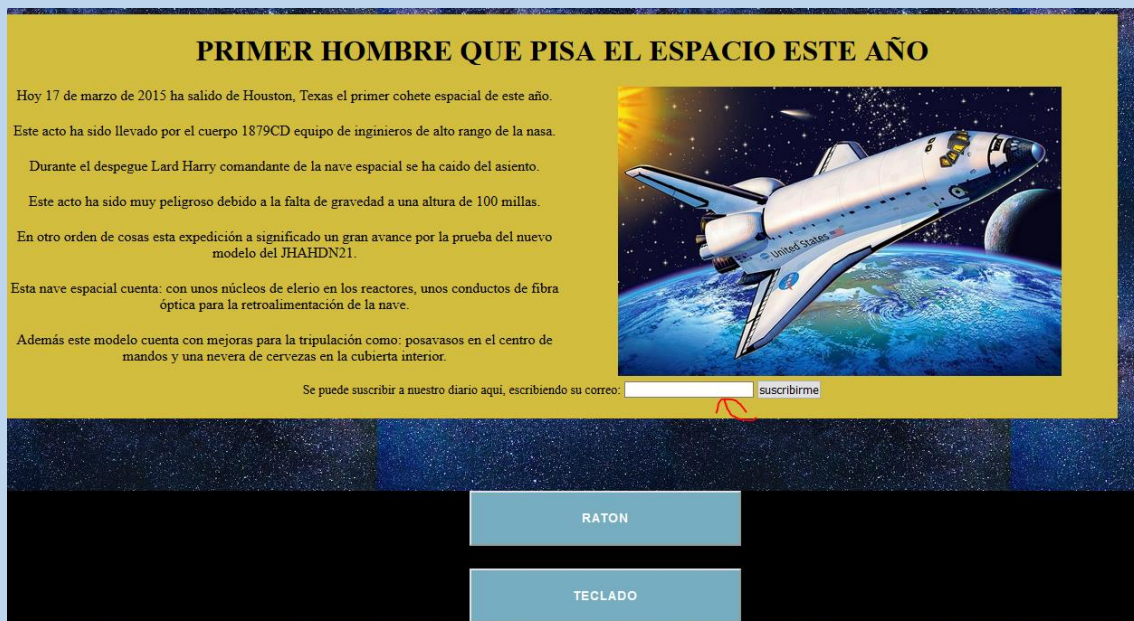 PRIMER HOMBRE QUE PISA EL ESPACIO ESTE AÑO
Hoy 17 de marzo de 2015 ha salido de Houston, Texas el primer cohete espacial de este año.
Este acto ha sido llevado por el cuerpo 1879CD equipo de inginieros de alto rango de la nasa.
Durante el despegue Lard Harry comandante de la nave espacial se ha caido del asiento.
Este acto ha sido muy peligroso debido a la falta de gravedad a una altura de 100 millas.
En otro orden de cosas esta expedición a significado un gran avance por la prueba del nuevo
modelo del JHAHDN21.
Esta nave espacial cuenta: con unos núcleos de elerio en los reactores, unos conductos de fibra
óptica para la retroalimentación de la nave.
Además este modelo cuenta con mejoras para la tripulación como: posavasos en el centro de
mandos y una nevera de cervezas en la cubierta interior.
United States
Se puede suscribir a nuestro diario aquí, escribiendo su correo: suscribirme
RATON
TECLADO